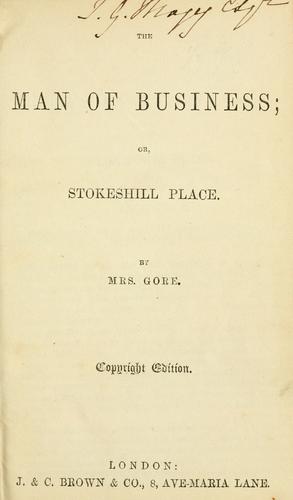 THE
MAN OF BUSINESS;
OR,
STOKESHILL PLACE.
BY
MRS. GORE.
Copyright Edition.
LONDON:
J. & C. BROWN & CO., 8, AVE-MARIA LANE.